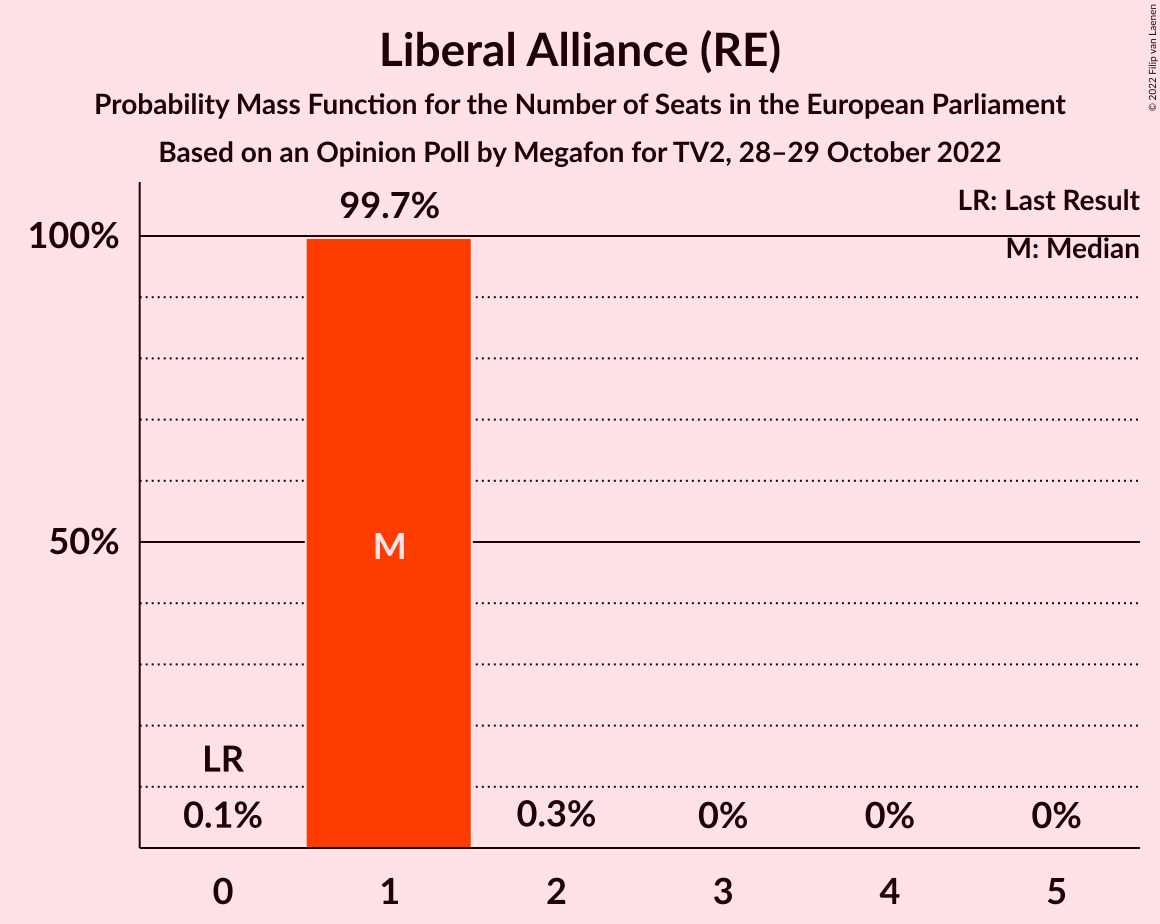 Liberal Alliance (RE)
Probability Mass Function for the Number of Seats in the European Parliament
Based on an Opinion Poll by Megafon for TV2, 28–29 October 2022
© 2022 Filip van Laenen
LR: Last Result
M: Median
99.7%
100%
50%
M
LR
0.1%
0.3%
0%
0%
0%
0
1
2
3
4
5